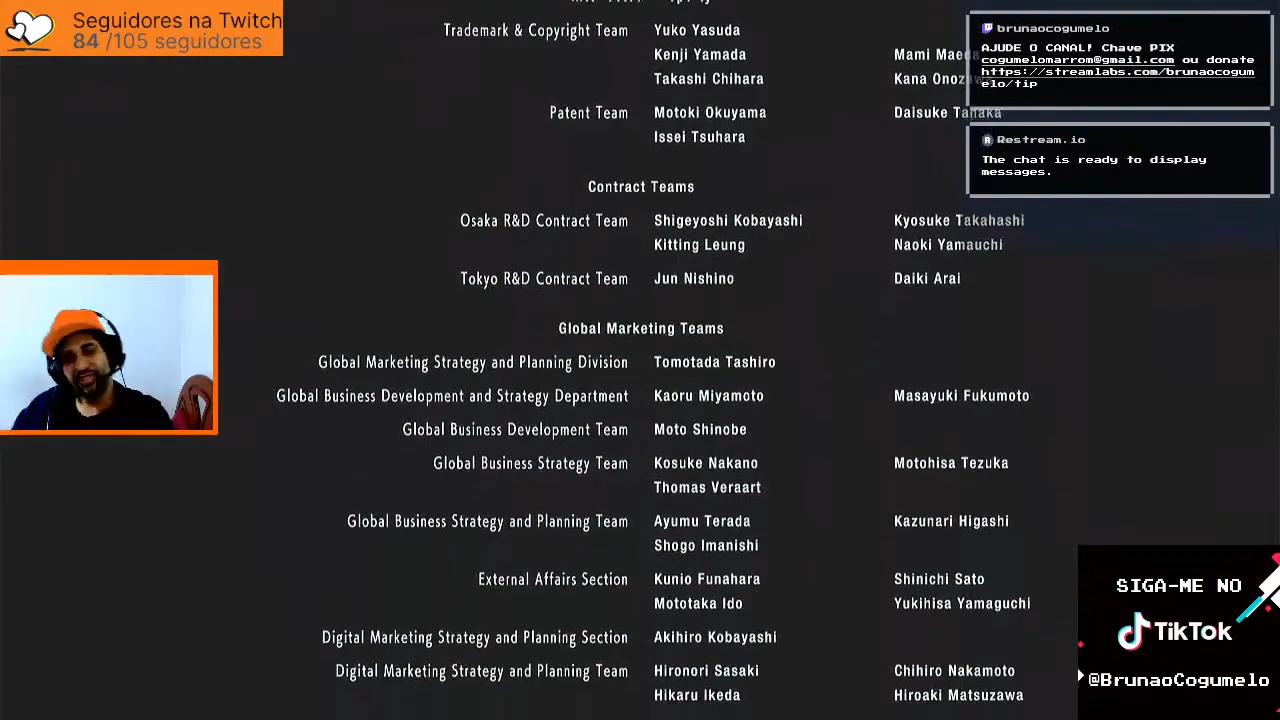 Seguidores na Twitch
84 /105 seguidores
Trademark & Copyright Team Yuko Yasuda
Kenji Yamada Mami Maeda
Takashi Chihara Kana Onozawa
Patent Team Motoki Okuyama Daisuke Tanaka
Issei Tsuhara
Contract Teams
Osaka R&D Contract Team Shigeyoshi Kobayashi Kyosuke Takahashi
Kitting Leung Naoki Yamauchi
Tokyo R&D Contract Team Jun Nishino Daiki Arai
Global Marketing Teams
Global Marketing Strategy and Planning Division Tomotada Tashiro
Global Business Development and Strategy Department Kaoru Miyamoto Masayuki Fukumoto
Global Business Development Team Moto Shinobe
Global Business Strategy Team Kosuke Nakano Motohisa Tezuka
Thomas Veraart
Global Business Strategy and Planning Team Ayumu Terada Kazunari Higashi
Shogo Imanishi
External Affairs Section Kunio Funahara Shinichi Sato
Mototaka Ido Yukihisa Yamaguchi
Digital Marketing Strategy and Planning Section Akihiro Kobayashi
Digital Marketing Strategy and Planning Team Hironori Sasaki Chihiro Nakamoto
Hikaru Ikeda Hiroaki Matsuzawa
brunaocogumelo
AJUDE O CANAL! Chave PIX
cogumelomarrom@gmail.com ou donate
https://streamlabs.com/brunaocogum
elo/tip
Restream.io
The chat is ready to display
messages.
SIGA-ME NO
TikTok
@BrunaoCogumelo